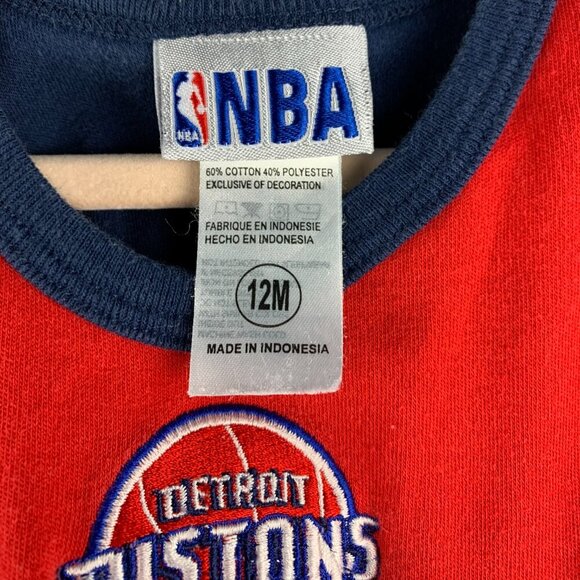 NBA
NBA
60% COTTON 40% POLYESTER
EXCLUSIVE OF DECORATION
FABRIQUE EN INDONESIE
HECHO EN INDONESIA
12M
MADE IN INDONESIA
DETROIT
PISTONS